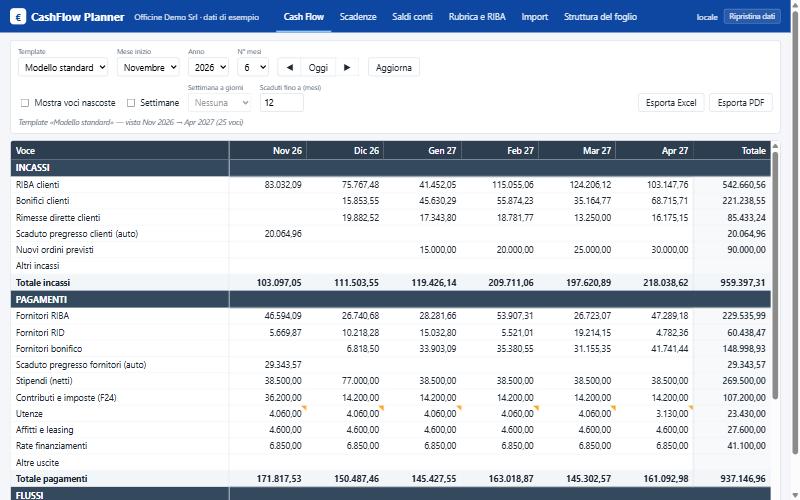 € CashFlow Planner Officine Demo Srl · dati di esempio Cash Flow Scadenze Saldi conti Rubrica e RIBA Import Struttura del foglio locale Ripristina dati
Template Mese inizio Anno N° mesi
Modello standard Novembre 2026 6 ◀ Oggi ▶ Aggiorna
Settimana a giorni Scaduti fino a (mesi)
Mostra voci nascoste Settimane Nessuna 12 Esporta Excel Esporta PDF
Template «Modello standard» — vista Nov 2026 → Apr 2027 (25 voci)
Voce Nov 26 Dic 26 Gen 27 Feb 27 Mar 27 Apr 27 Totale
INCASSI
RIBA clienti 83.032,09 75.767,48 41.452,05 115.055,06 124.206,12 103.147,76 542.660,56
Bonifici clienti 15.853,55 45.630,29 55.874,23 35.164,77 68.715,71 221.238,55
Rimesse dirette clienti 19.882,52 17.343,80 18.781,77 13.250,00 16.175,15 85.433,24
Scaduto pregresso clienti (auto) 20.064,96 20.064,96
Nuovi ordini previsti 15.000,00 20.000,00 25.000,00 30.000,00 90.000,00
Altri incassi
Totale incassi 103.097,05 111.503,55 119.426,14 209.711,06 197.620,89 218.038,62 959.397,31
PAGAMENTI
Fornitori RIBA 46.594,09 26.740,68 28.281,66 53.907,31 26.723,07 47.289,18 229.535,99
Fornitori RID 5.669,87 10.218,28 15.032,80 5.521,01 19.214,15 4.782,36 60.438,47
Fornitori bonifico 6.818,50 33.903,09 35.380,55 31.155,35 41.741,44 148.998,93
Scaduto pregresso fornitori (auto) 29.343,57 29.343,57
Stipendi (netti) 38.500,00 77.000,00 38.500,00 38.500,00 38.500,00 38.500,00 269.500,00
Contributi e imposte (F24) 36.200,00 14.200,00 14.200,00 14.200,00 14.200,00 14.200,00 107.200,00
Utenze 4.060,00 4.060,00 4.060,00 4.060,00 4.060,00 3.130,00 23.430,00
Affitti e leasing 4.600,00 4.600,00 4.600,00 4.600,00 4.600,00 4.600,00 27.600,00
Rate finanziamenti 6.850,00 6.850,00 6.850,00 6.850,00 6.850,00 6.850,00 41.100,00
Altre uscite
Totale pagamenti 171.817,53 150.487,46 145.427,55 163.018,87 145.302,57 161.092,98 937.146,96
FLUSSI